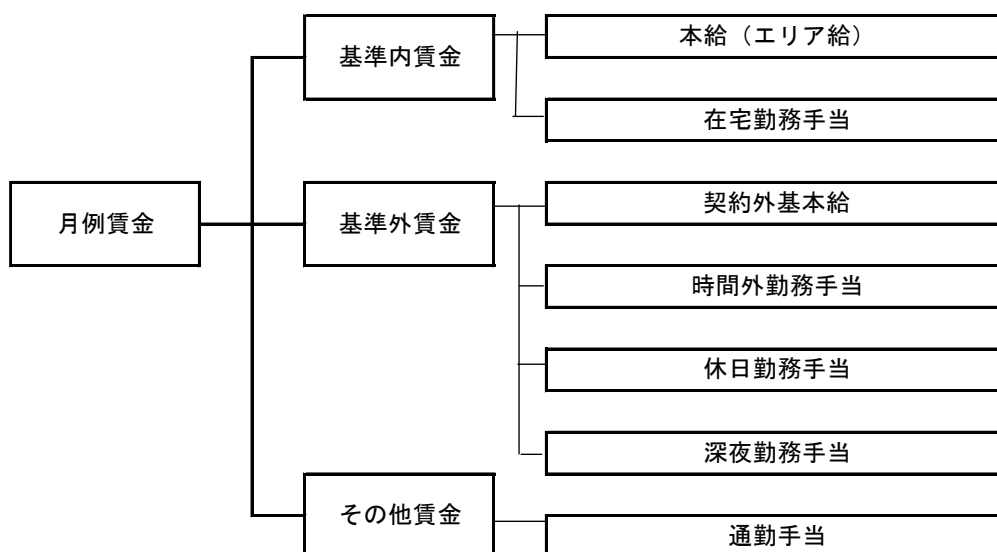 月例賃金
基準内賃金
本給（エリア給）
在宅勤務手当
基準外賃金
契約外基本給
時間外勤務手当
休日勤務手当
深夜勤務手当
その他賃金
通勤手当